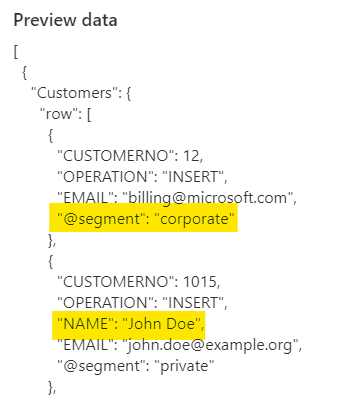 Preview data
[
{
"Customers": {
"row": [
{
"CUSTOMERNO": 12,
"OPERATION": "INSERT",
"EMAIL": "billing@microsoft.com",
"@segment": "corporate"
},
{
"CUSTOMERNO": 1015,
"OPERATION": "INSERT",
"NAME": "John Doe",
"EMAIL": "john.doe@example.org",
"@segment": "private"
},